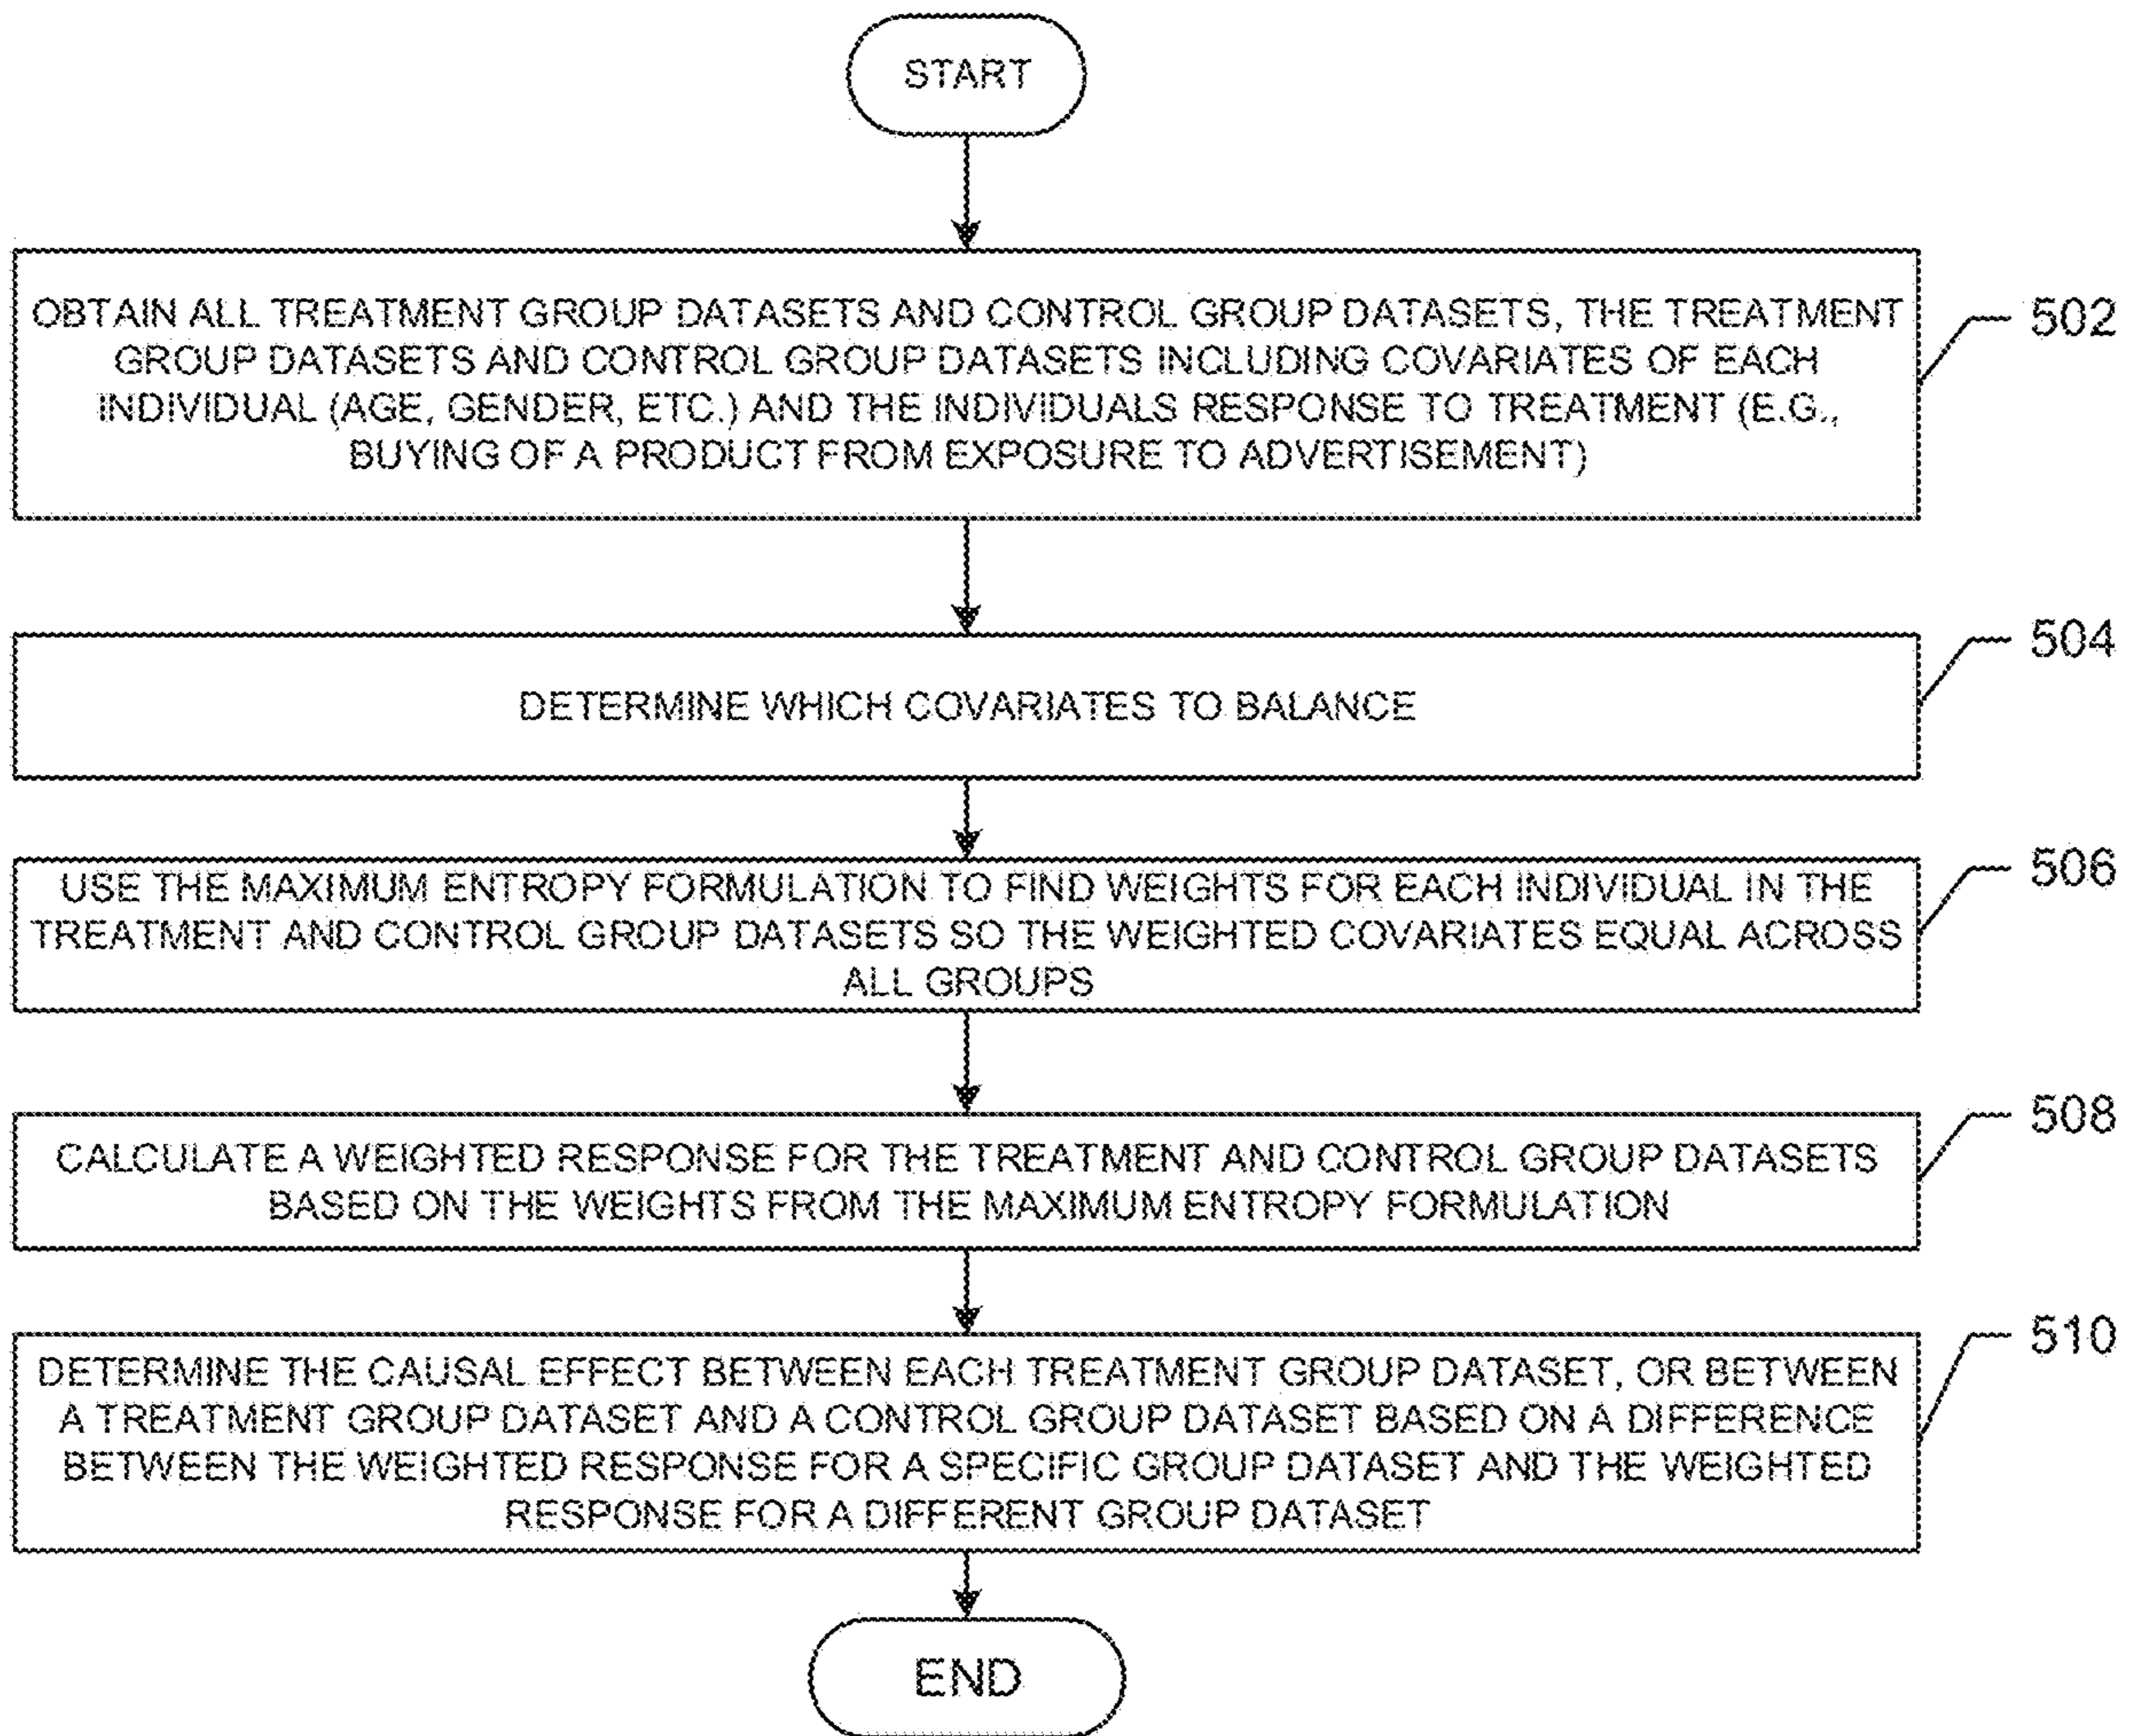 START
OBTAIN ALL TREATMENT GROUP DATASETS AND CONTROL GROUP DATASETS, THE TREATMENT
GROUP DATASETS AND CONTROL GROUP DATASETS INCLUDING COVARIATES OF EACH
INDIVIDUAL (AGE, GENDER, ETC.) AND THE INDIVIDUALS RESPONSE TO TREATMENT (E.G.,
BUYING OF A PRODUCT FROM EXPOSURE TO ADVERTISEMENT)
502
DETERMINE WHICH COVARIATES TO BALANCE
504
USE THE MAXIMUM ENTROPY FORMULATION TO FIND WEIGHTS FOR EACH INDIVIDUAL IN THE
TREATMENT AND CONTROL GROUP DATASETS SO THE WEIGHTED COVARIATES EQUAL ACROSS
ALL GROUPS
506
CALCULATE A WEIGHTED RESPONSE FOR THE TREATMENT AND CONTROL GROUP DATASETS
BASED ON THE WEIGHTS FROM THE MAXIMUM ENTROPY FORMULATION
508
DETERMINE THE CAUSAL EFFECT BETWEEN EACH TREATMENT GROUP DATASET, OR BETWEEN
A TREATMENT GROUP DATASET AND A CONTROL GROUP DATASET BASED ON A DIFFERENCE
BETWEEN THE WEIGHTED RESPONSE FOR A SPECIFIC GROUP DATASET AND THE WEIGHTED
RESPONSE FOR A DIFFERENT GROUP DATASET
510
END